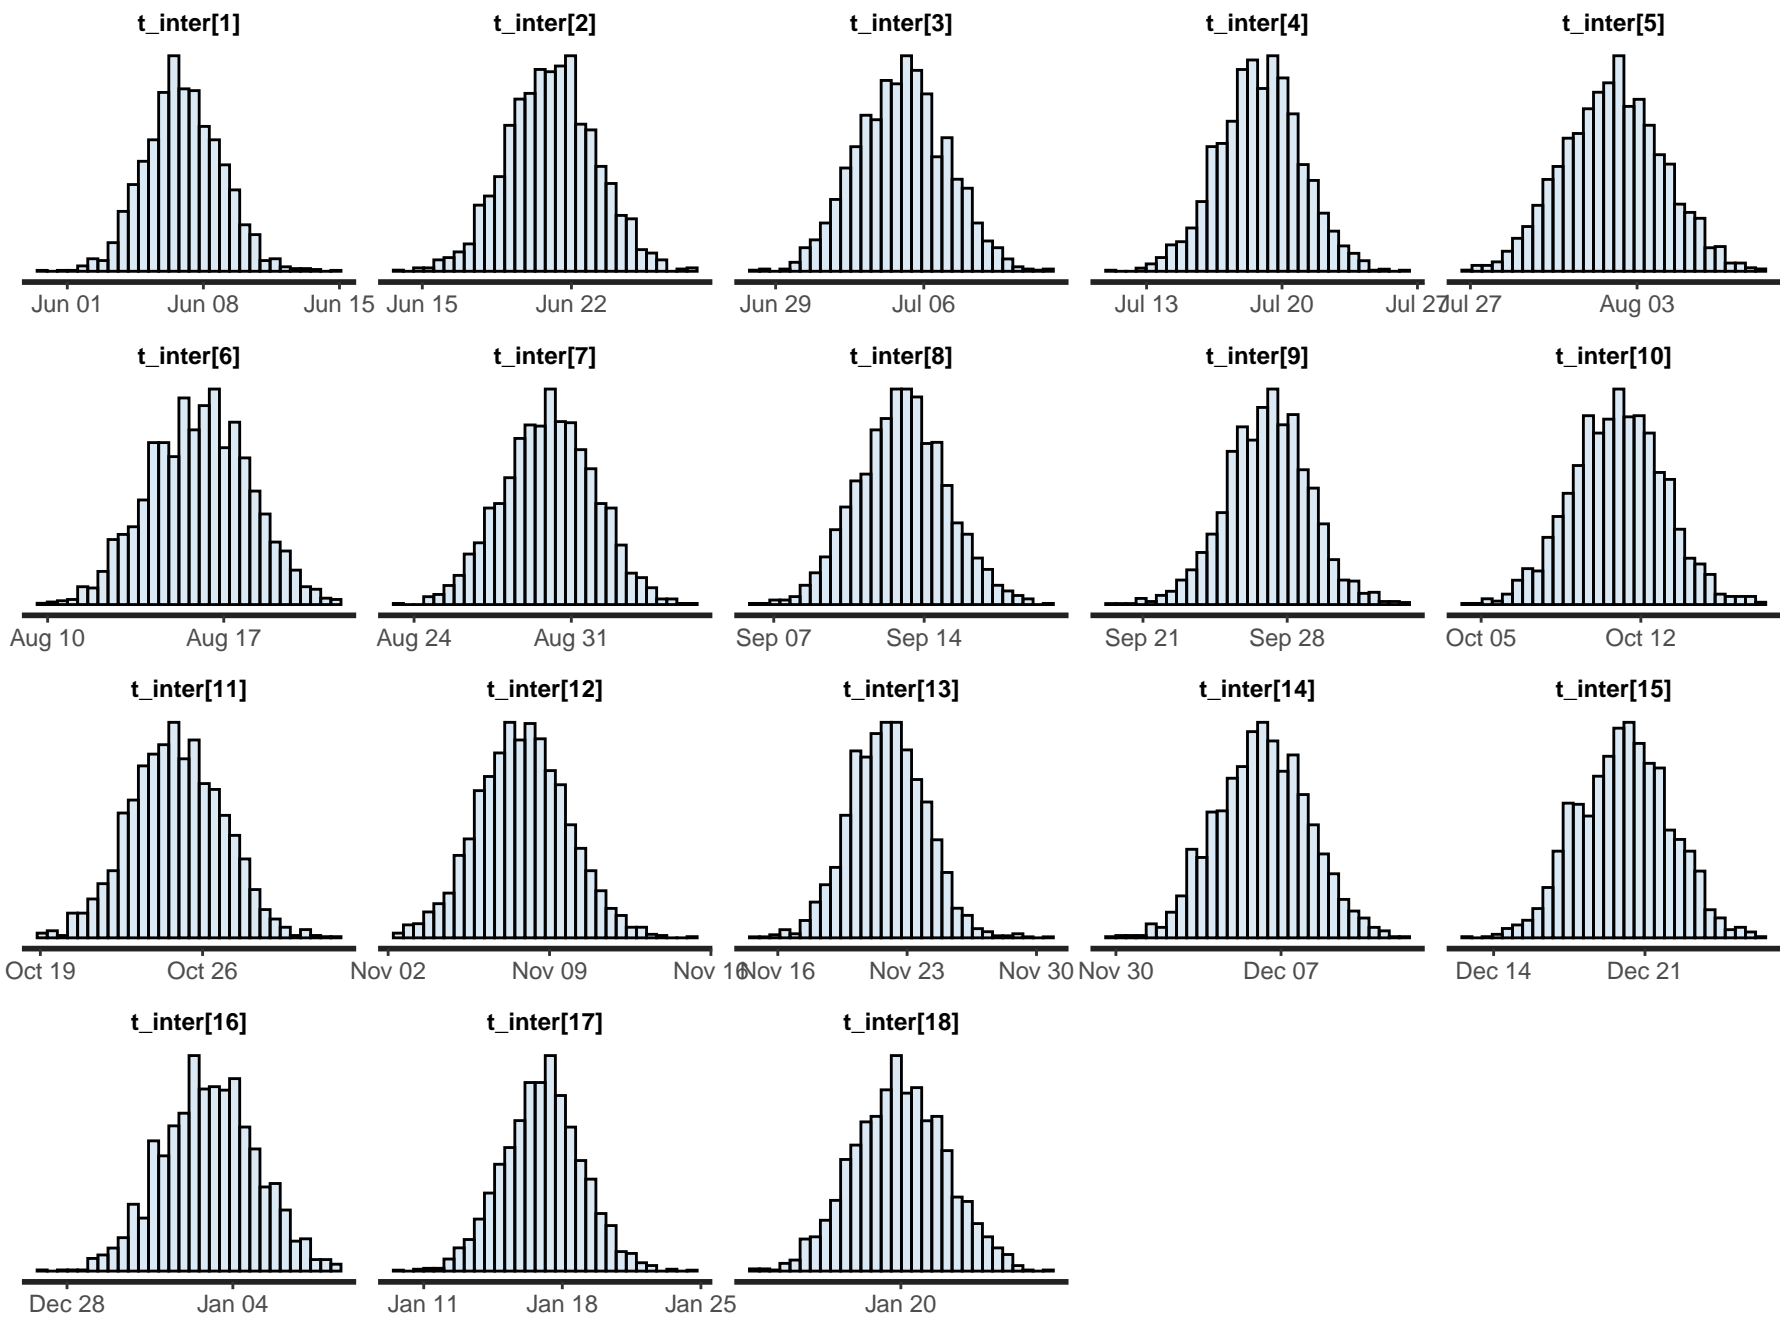 t_inter[1] t_inter[2] t_inter[3] t_inter[4] t_inter[5]
Jun 01 Jun 08 Jun 15 Jun 15 Jun 22 Jun 29 Jul 06 Jul 13 Jul 20 Jul 27 Jul 27 Aug 03
t_inter[6] t_inter[7] t_inter[8] t_inter[9] t_inter[10]
Aug 10 Aug 17 Aug 24 Aug 31 Sep 07 Sep 14 Sep 21 Sep 28 Oct 05 Oct 12
t_inter[11] t_inter[12] t_inter[13] t_inter[14] t_inter[15]
Oct 19 Oct 26 Nov 02 Nov 09 Nov 16 Nov 16 Nov 23 Nov 30 Nov 30 Dec 07 Dec 14 Dec 21
t_inter[16] t_inter[17] t_inter[18]
Dec 28 Jan 04 Jan 11 Jan 18 Jan 25 Jan 20